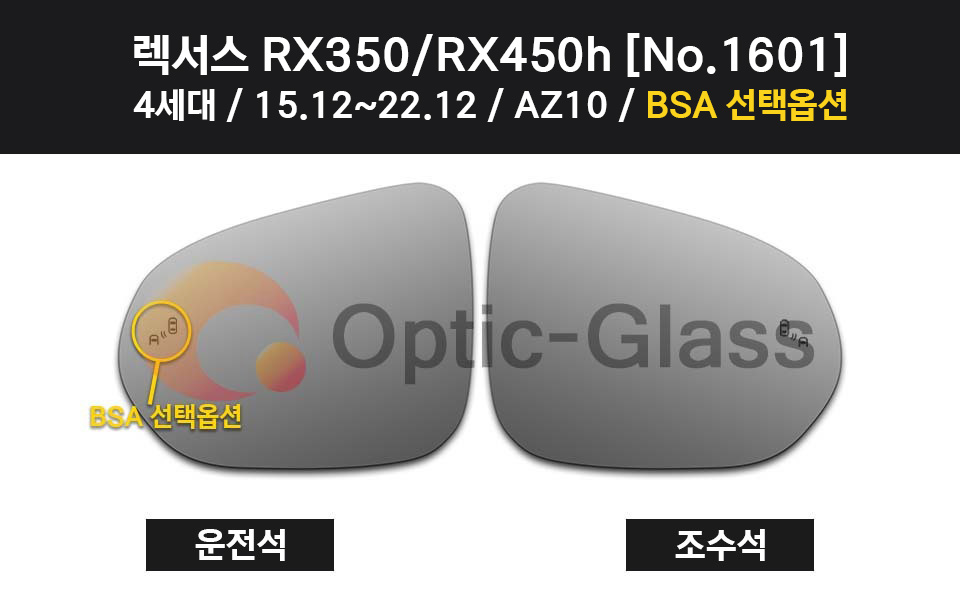 렉서스 RX350/RX450h [No.1601]
4세대 / 15.12~22.12 / AZ10 / BSA 선택옵션
Optic-Glass
BSA 선택옵션
운전석
조수석